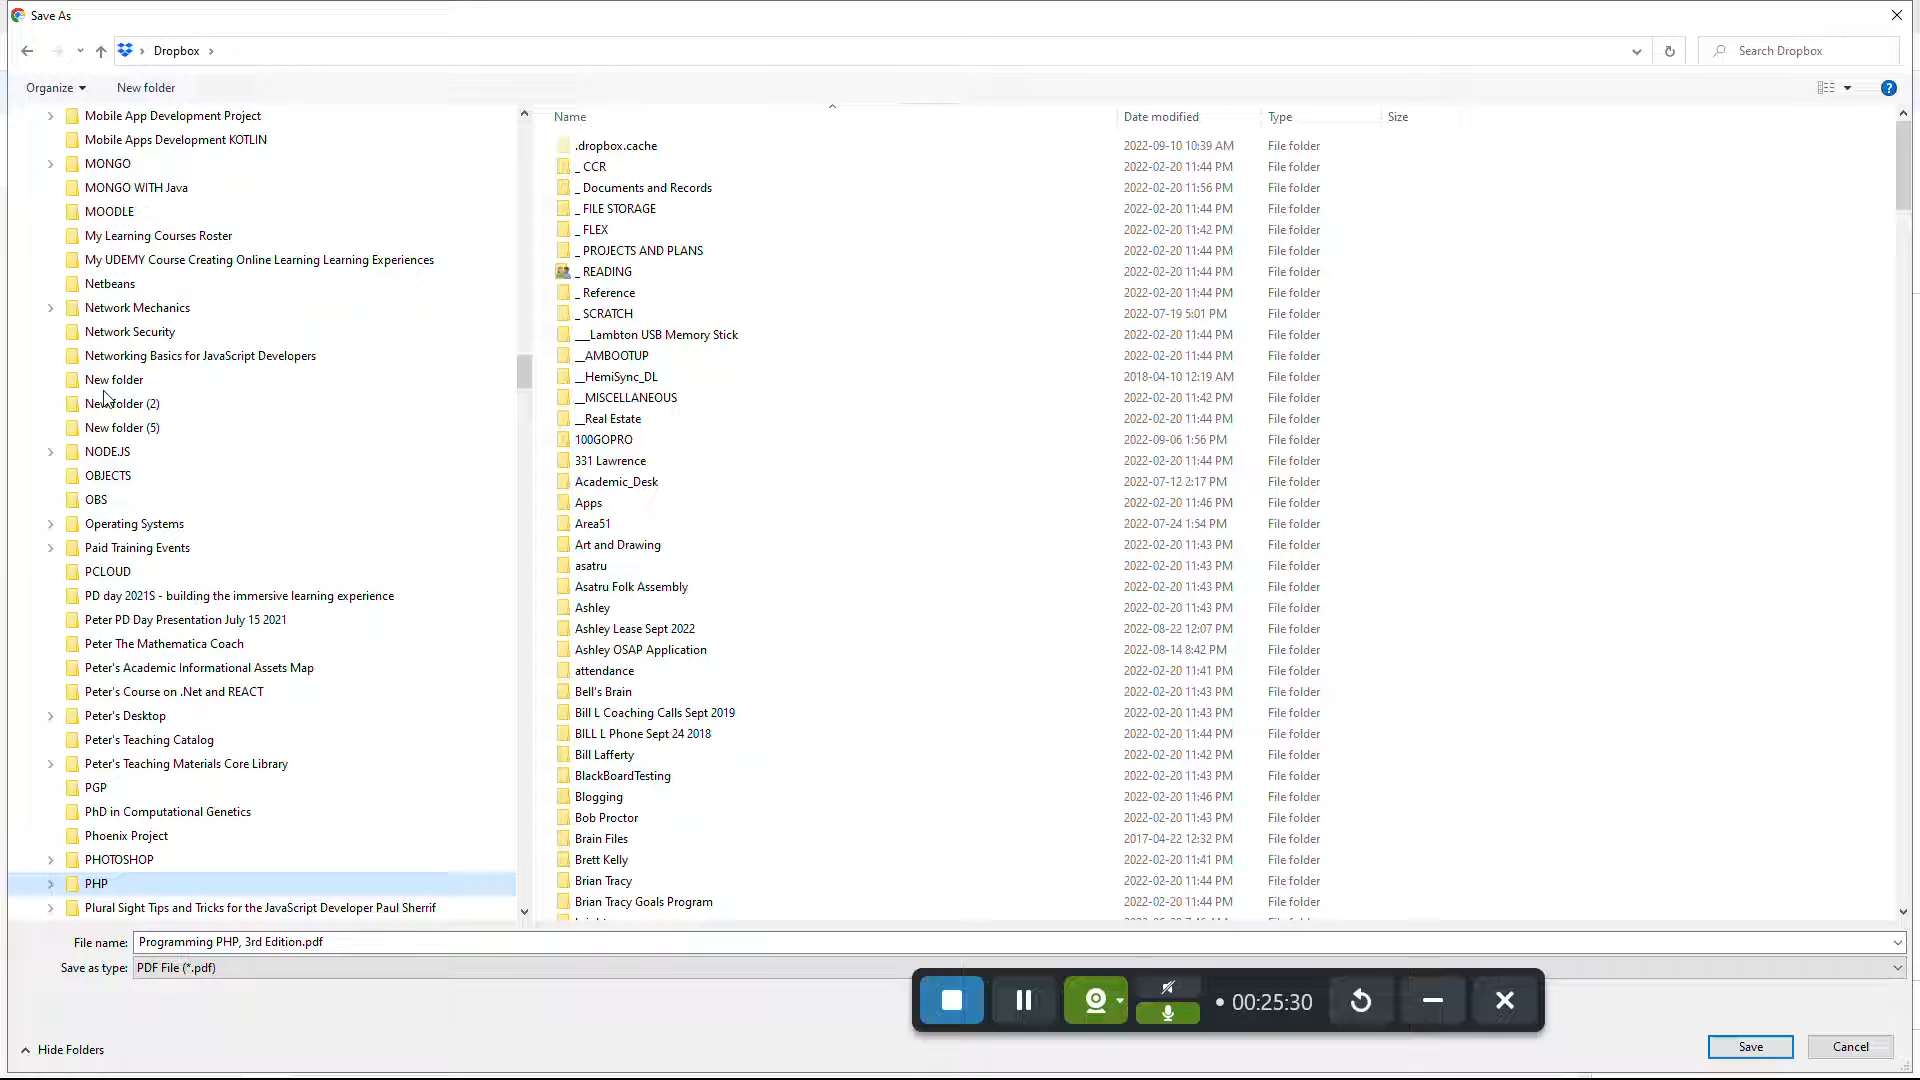 Save As
Dropbox
Search Dropbox
Organize
New folder
Mobile App Development Project
Mobile Apps Development KOTLIN
MONGO
MONGO WITH Java
MOODLE
My Learning Courses Roster
My UDEMY Course Creating Online Learning Learning Experiences
Netbeans
Network Mechanics
Network Security
Networking Basics for JavaScript Developers
New folder
New folder (2)
New folder (5)
NODE.JS
OBJECTS
OBS
Operating Systems
Paid Training Events
PCLOUD
PD day 2021S - building the immersive learning experience
Peter PD Day Presentation July 15 2021
Peter The Mathematica Coach
Peter's Academic Informational Assets Map
Peter's Course on .Net and REACT
Peter's Desktop
Peter's Teaching Catalog
Peter's Teaching Materials Core Library
PGP
PhD in Computational Genetics
Phoenix Project
PHOTOSHOP
PHP
Plural Sight Tips and Tricks for the JavaScript Developer Paul Sherrif
Name Date modified Type Size
.dropbox.cache 2022-09-10 10:39 AM File folder
_ CCR 2022-02-20 11:44 PM File folder
_ Documents and Records 2022-02-20 11:56 PM File folder
_ FILE STORAGE 2022-02-20 11:44 PM File folder
_ FLEX 2022-02-20 11:42 PM File folder
_ PROJECTS AND PLANS 2022-02-20 11:44 PM File folder
_ READING 2022-02-20 11:44 PM File folder
_ Reference 2022-02-20 11:44 PM File folder
_ SCRATCH 2022-07-19 5:01 PM File folder
___Lambton USB Memory Stick 2022-02-20 11:44 PM File folder
__AMBOOTUP 2022-02-20 11:44 PM File folder
__HemiSync_DL 2018-04-10 12:19 AM File folder
__MISCELLANEOUS 2022-02-20 11:42 PM File folder
__Real Estate 2022-02-20 11:44 PM File folder
100GOPRO 2022-09-06 1:56 PM File folder
331 Lawrence 2022-02-20 11:44 PM File folder
Academic_Desk 2022-07-12 2:17 PM File folder
Apps 2022-02-20 11:46 PM File folder
Area51 2022-07-24 1:54 PM File folder
Art and Drawing 2022-02-20 11:43 PM File folder
asatru 2022-02-20 11:43 PM File folder
Asatru Folk Assembly 2022-02-20 11:43 PM File folder
Ashley 2022-02-20 11:43 PM File folder
Ashley Lease Sept 2022 2022-08-22 12:07 PM File folder
Ashley OSAP Application 2022-08-14 8:42 PM File folder
attendance 2022-02-20 11:41 PM File folder
Bell's Brain 2022-02-20 11:43 PM File folder
Bill L Coaching Calls Sept 2019 2022-02-20 11:43 PM File folder
BILL L Phone Sept 24 2018 2022-02-20 11:44 PM File folder
Bill Lafferty 2022-02-20 11:42 PM File folder
BlackBoardTesting 2022-02-20 11:43 PM File folder
Blogging 2022-02-20 11:46 PM File folder
Bob Proctor 2022-02-20 11:44 PM File folder
Brain Files 2017-04-22 12:32 PM File folder
Brett Kelly 2022-02-20 11:41 PM File folder
Brian Tracy 2022-02-20 11:44 PM File folder
Brian Tracy Goals Program 2022-02-20 11:44 PM File folder
File name: Programming PHP, 3rd Edition.pdf
Save as type: PDF File (*.pdf)
00:25:30
Hide Folders
Save
Cancel